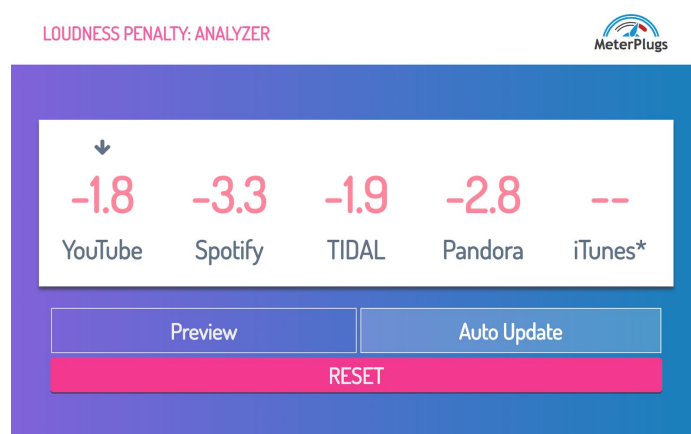 LOUDNESS PENALTY: ANALYZER
MeterPlugs
-1.8 -3.3 -1.9 -2.8 --
YouTube Spotify TIDAL Pandora iTunes*
Preview Auto Update
RESET